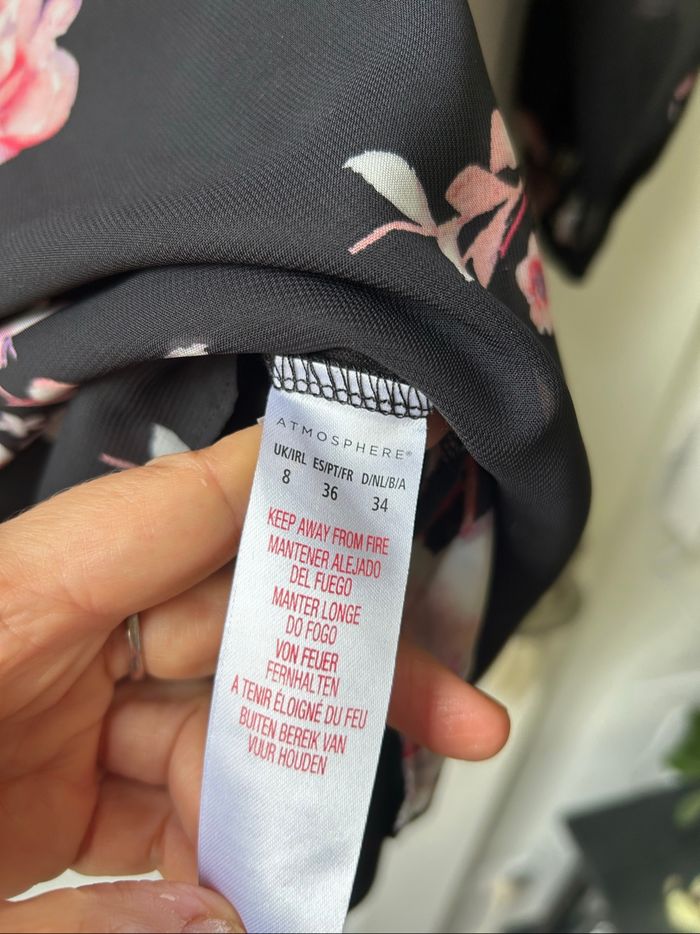 ATMOSPHERE®
UK/IRL ES/PT/FR D/NL/B/A
8 36 34
KEEP AWAY FROM FIRE
MANTENER ALEJADO
DEL FUEGO
MANTER LONGE
DO FOGO
VON FEUER
FERNHALTEN
A TENIR ÉLOIGNÉ DU FEU
BUITEN BEREIK VAN
VUUR HOUDEN